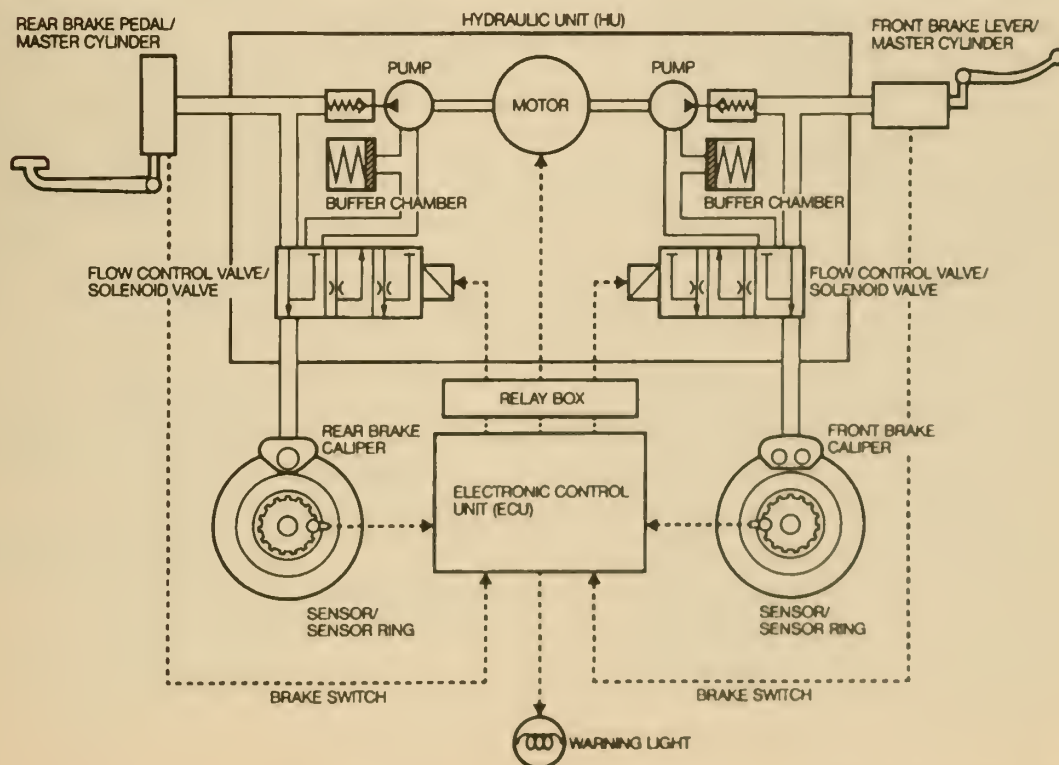 HYDRAULIC UNIT (HU)
REAR BRAKE PEDAL/
MASTER CYLINDER
FRONT BRAKE LEVER/
MASTER CYLINDER
PUMP
MOTOR
PUMP
BUFFER CHAMBER
BUFFER CHAMBER
FLOW CONTROL VALVE/
SOLENOID VALVE
FLOW CONTROL VALVE/
SOLENOID VALVE
RELAY BOX
REAR BRAKE
CALIPER
FRONT BRAKE
CALIPER
ELECTRONIC CONTROL
UNIT (ECU)
SENSOR/
SENSOR RING
SENSOR/
SENSOR RING
BRAKE SWITCH
BRAKE SWITCH
WARNING LIGHT